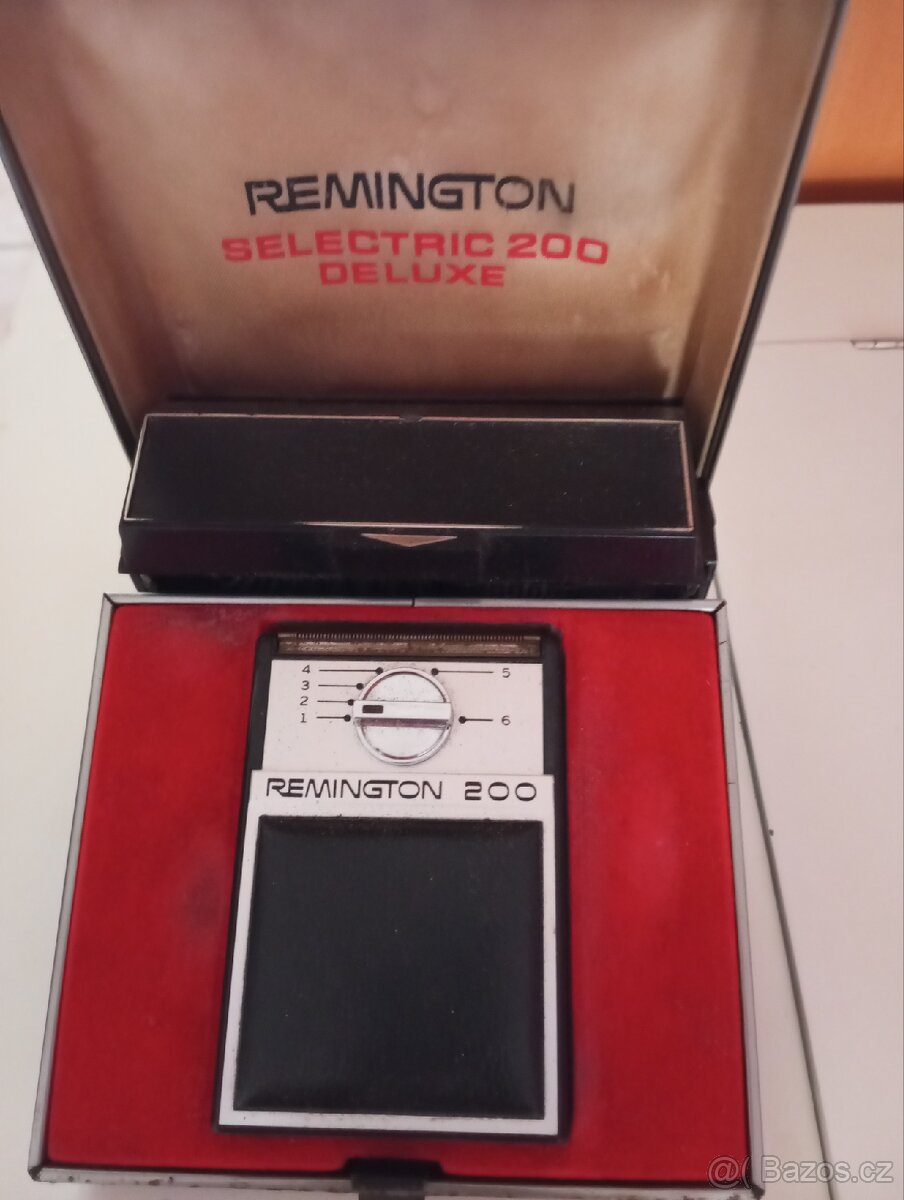 REMINGTON
SELECTRIC 200
DELUXE
4
5
3
2
1
6
REMINGTON 200
@( Bazos.cz